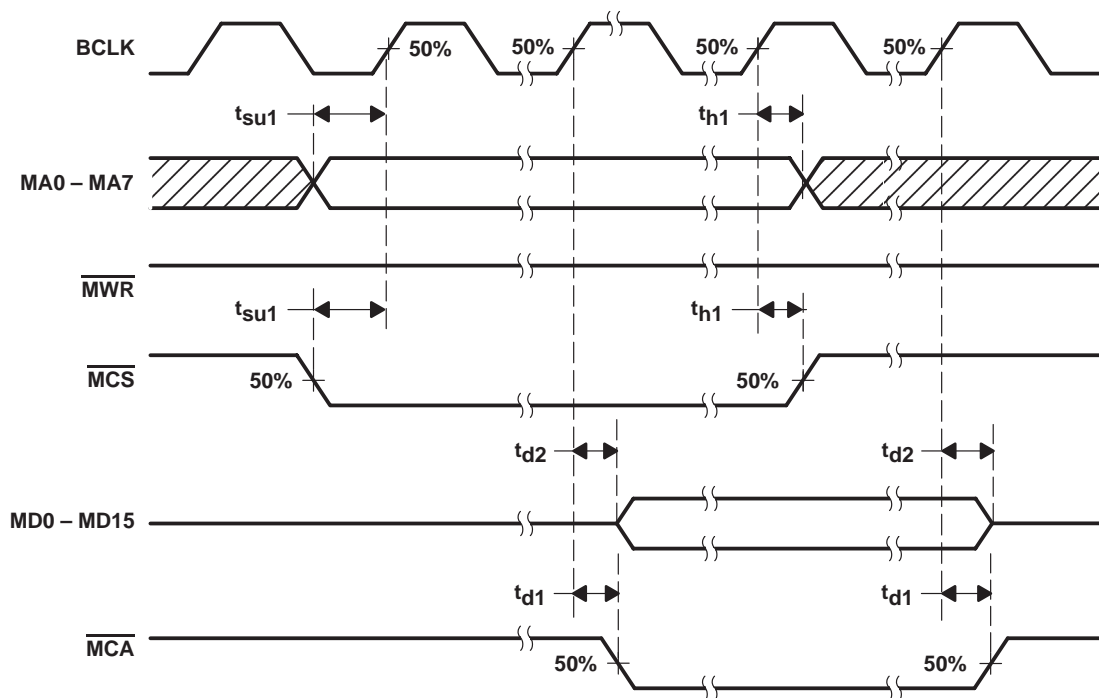 BCLK
50% 50% 50% 50%
tsu1 th1
MA0 – MA7
MWR
tsu1 th1
MCS
50% 50%
td2 td2
MD0 – MD15
td1 td1
MCA
50% 50%